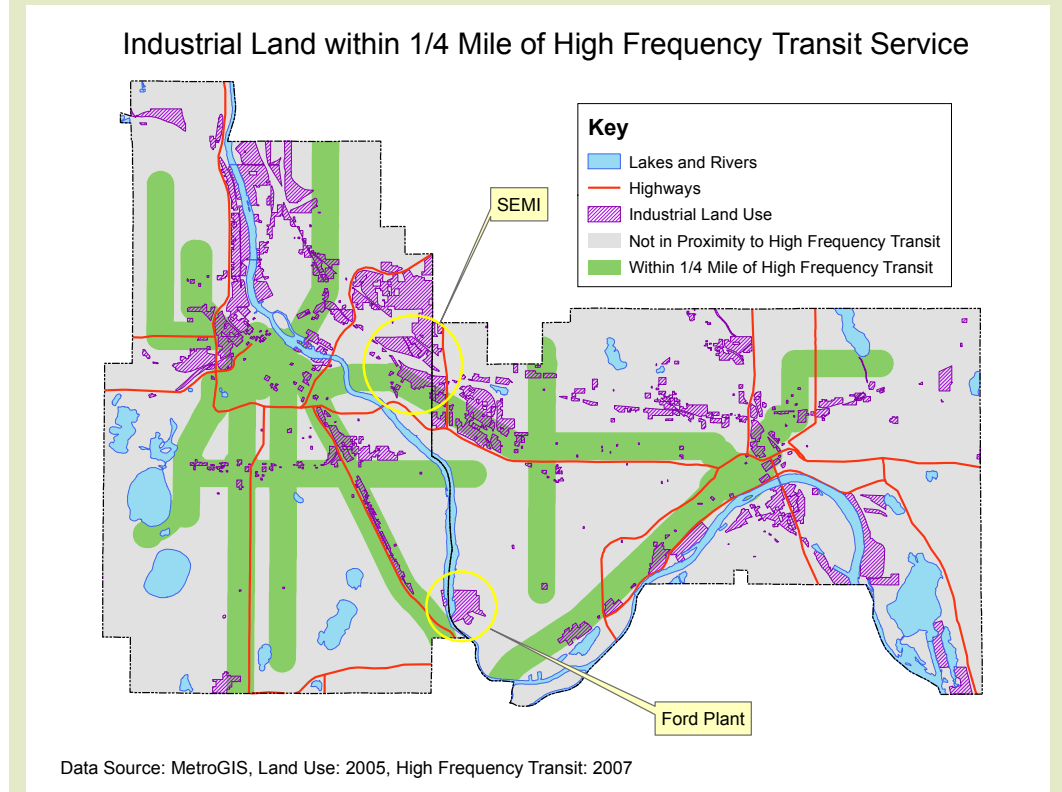 Industrial Land within 1/4 Mile of High Frequency Transit Service
Key
Lakes and Rivers
Highways
Industrial Land Use
Not in Proximity to High Frequency Transit
Within 1/4 Mile of High Frequency Transit
SEMI
Ford Plant
Data Source: MetroGIS, Land Use: 2005, High Frequency Transit: 2007